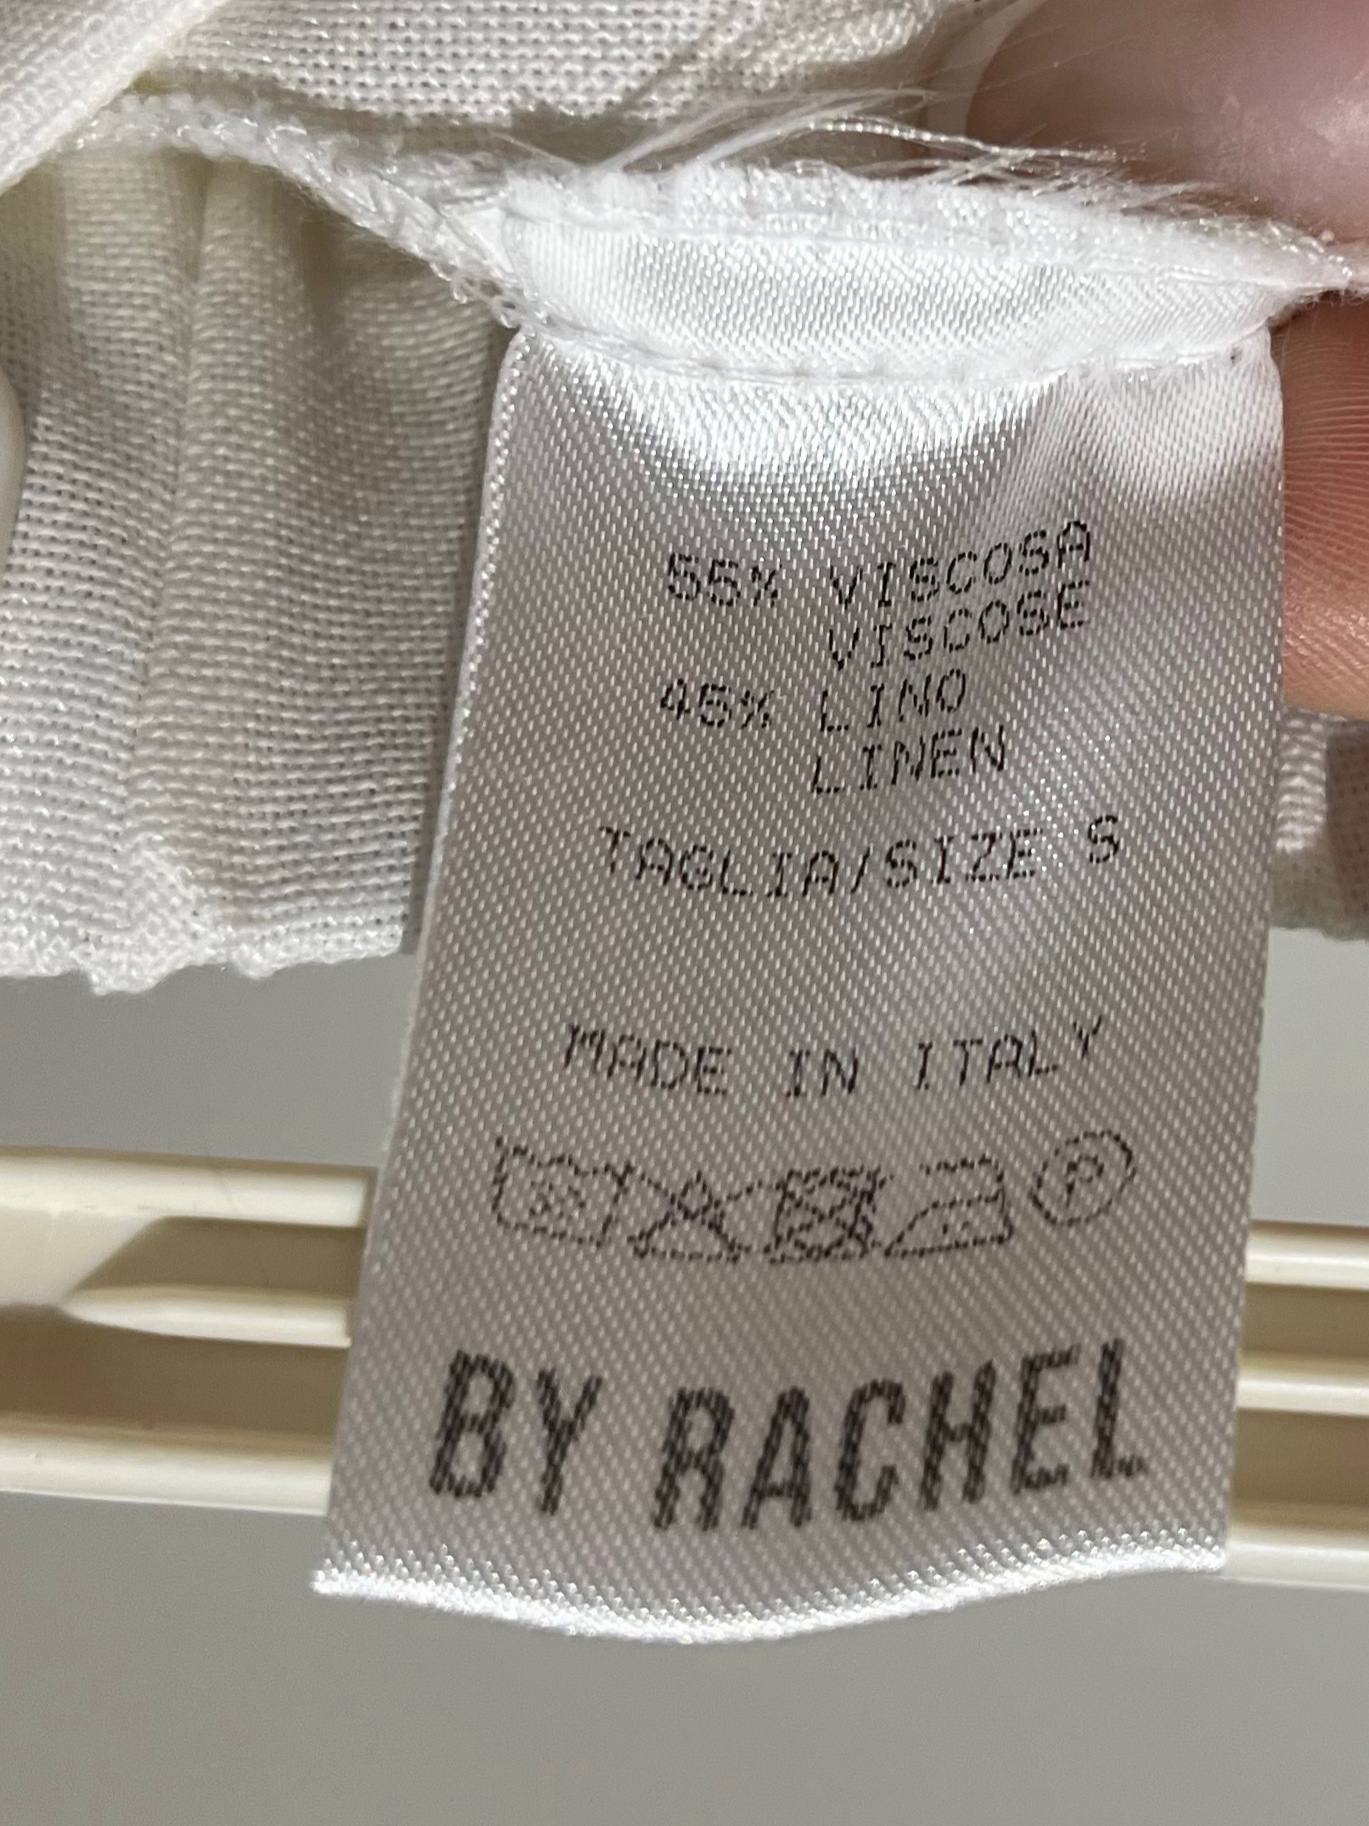 55% VISCOSA
VISCOSE
45% LINO
LINEN
TAGLIA/SIZE S
MADE IN ITALY
P
BY RACHEL